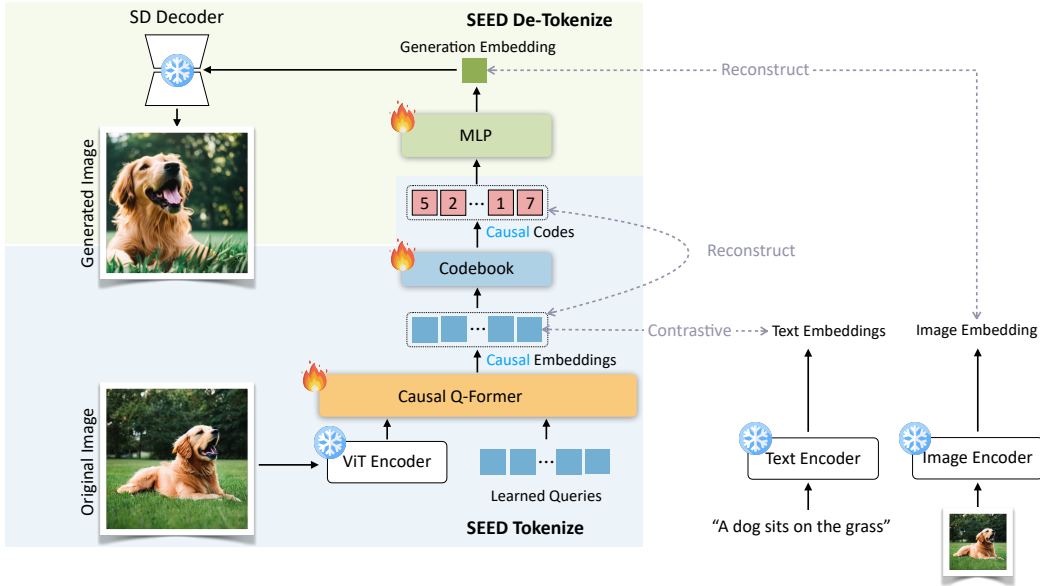 SD Decoder
SEED De-Tokenize
Generation Embedding
Reconstruct
MLP
Generated Image
5 2 ... 1 7
Causal Codes
Reconstruct
Codebook
Contrastive
Text Embeddings
Image Embedding
Causal Embeddings
Causal Q-Former
Original Image
ViT Encoder
Text Encoder
Image Encoder
Learned Queries
SEED Tokenize
“A dog sits on the grass”